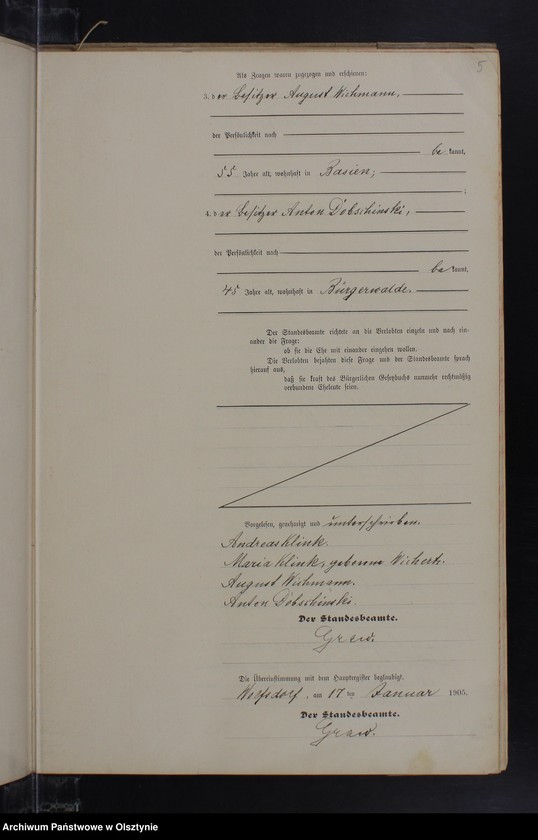 5
Als Zeugen waren zugezogen und erschienen:
3. der Besitzer August Wichmann,
der Persönlichkeit nach
be kannt,
55 Jahre alt, wohnhaft in Basien;
;
4. der Besitzer Anton Dobschinski,
der Persönlichkeit nach
be kannt,
45 Jahre alt, wohnhaft in Bürgerwalde.
Der Standesbeamte richtete an die Verlobten einzeln und nach ein-
ander die Frage:
ob sie die Ehe mit einander eingehen wollen.
Die Verlobten bejahten diese Frage und der Standesbeamte sprach
hierauf aus,
daß sie kraft des Bürgerlichen Gesetzbuchs nunmehr rechtmäßig
verbundene Eheleute seien.
Vorgelesen, genehmigt und unterschrieben.
Andreas Klink.
Maria Klink, geborene Wichert.
August Wichmann.
Anton Dobschinski.
Der Standesbeamte.
Grew.
Die Übereinstimmung mit dem Hauptregister beglaubigt.
, am 17 ten Januar 1905.
Der Standesbeamte.
Grew.
Archiwum Państwowe w Olsztynie